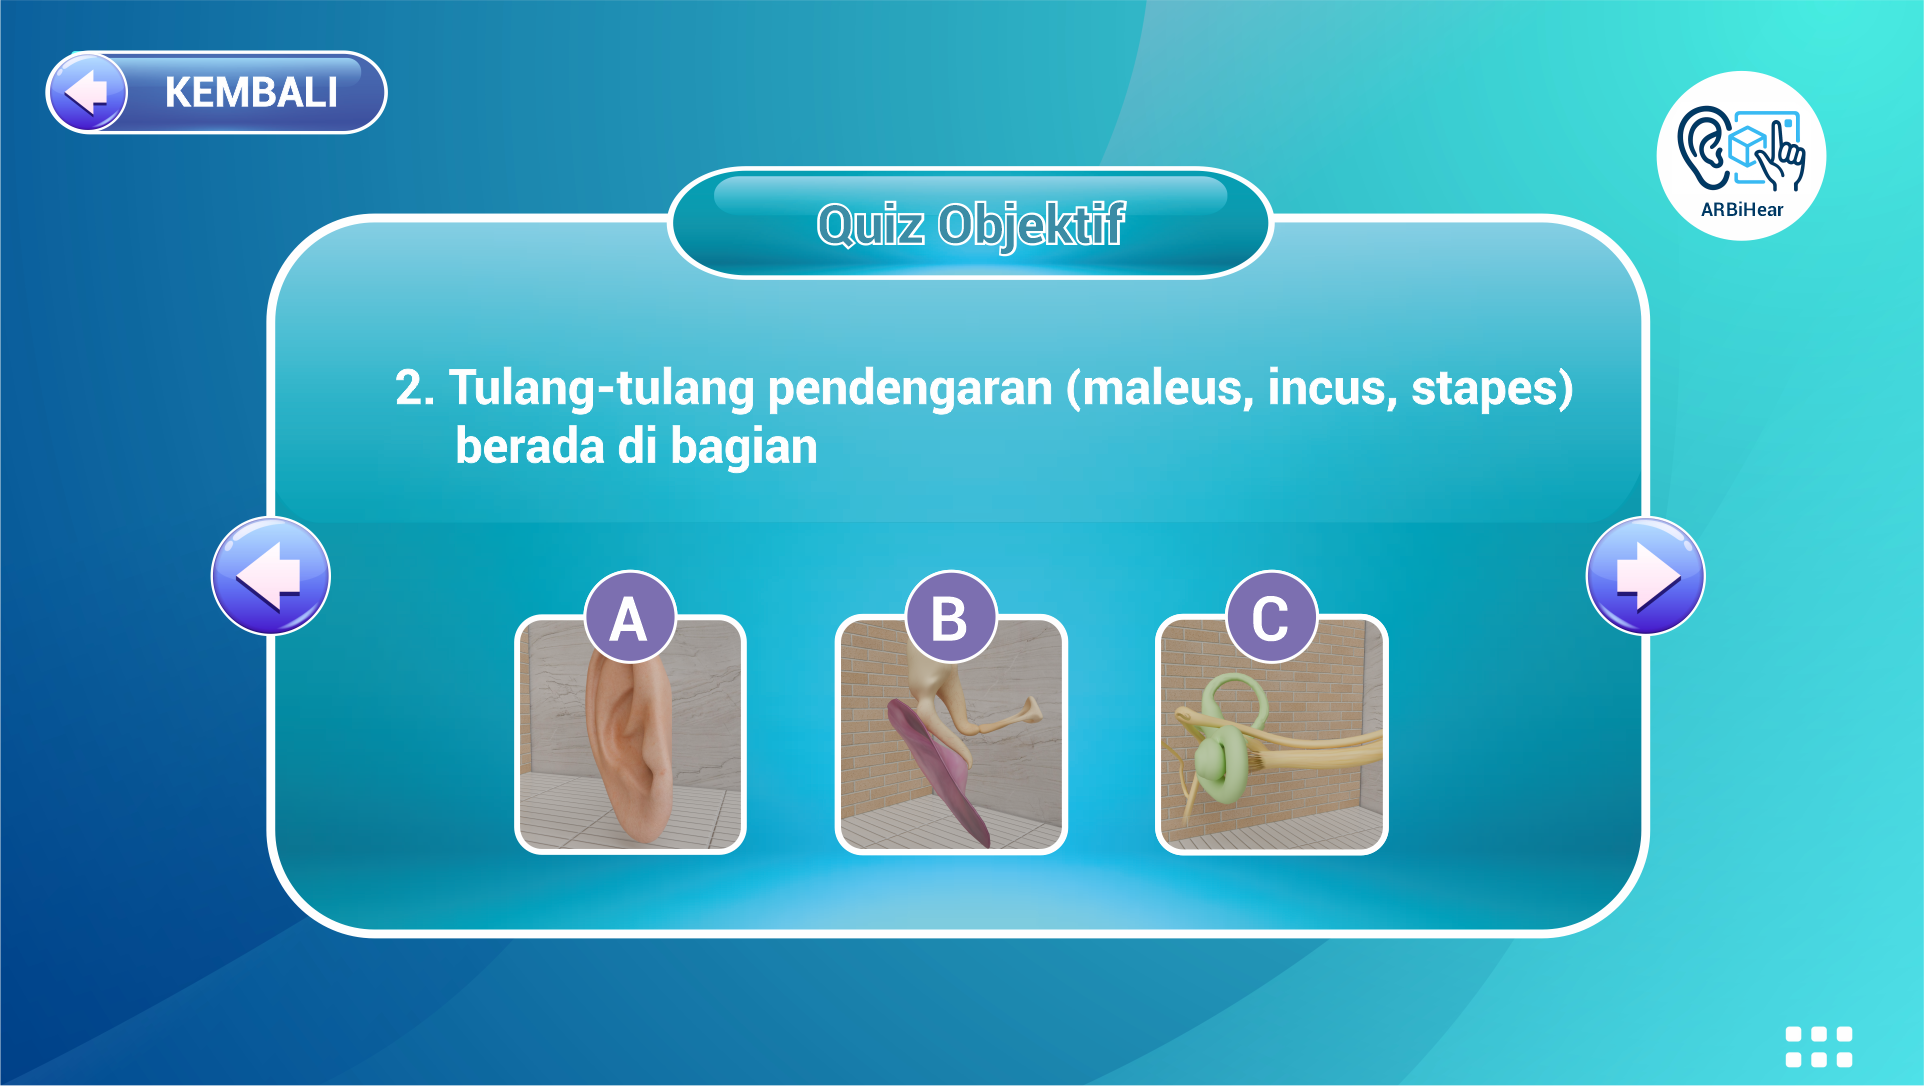 KEMBALI
ARBiHear
Quiz Objektif
2. Tulang-tulang pendengaran (maleus, incus, stapes)
berada di bagian
A
B
C